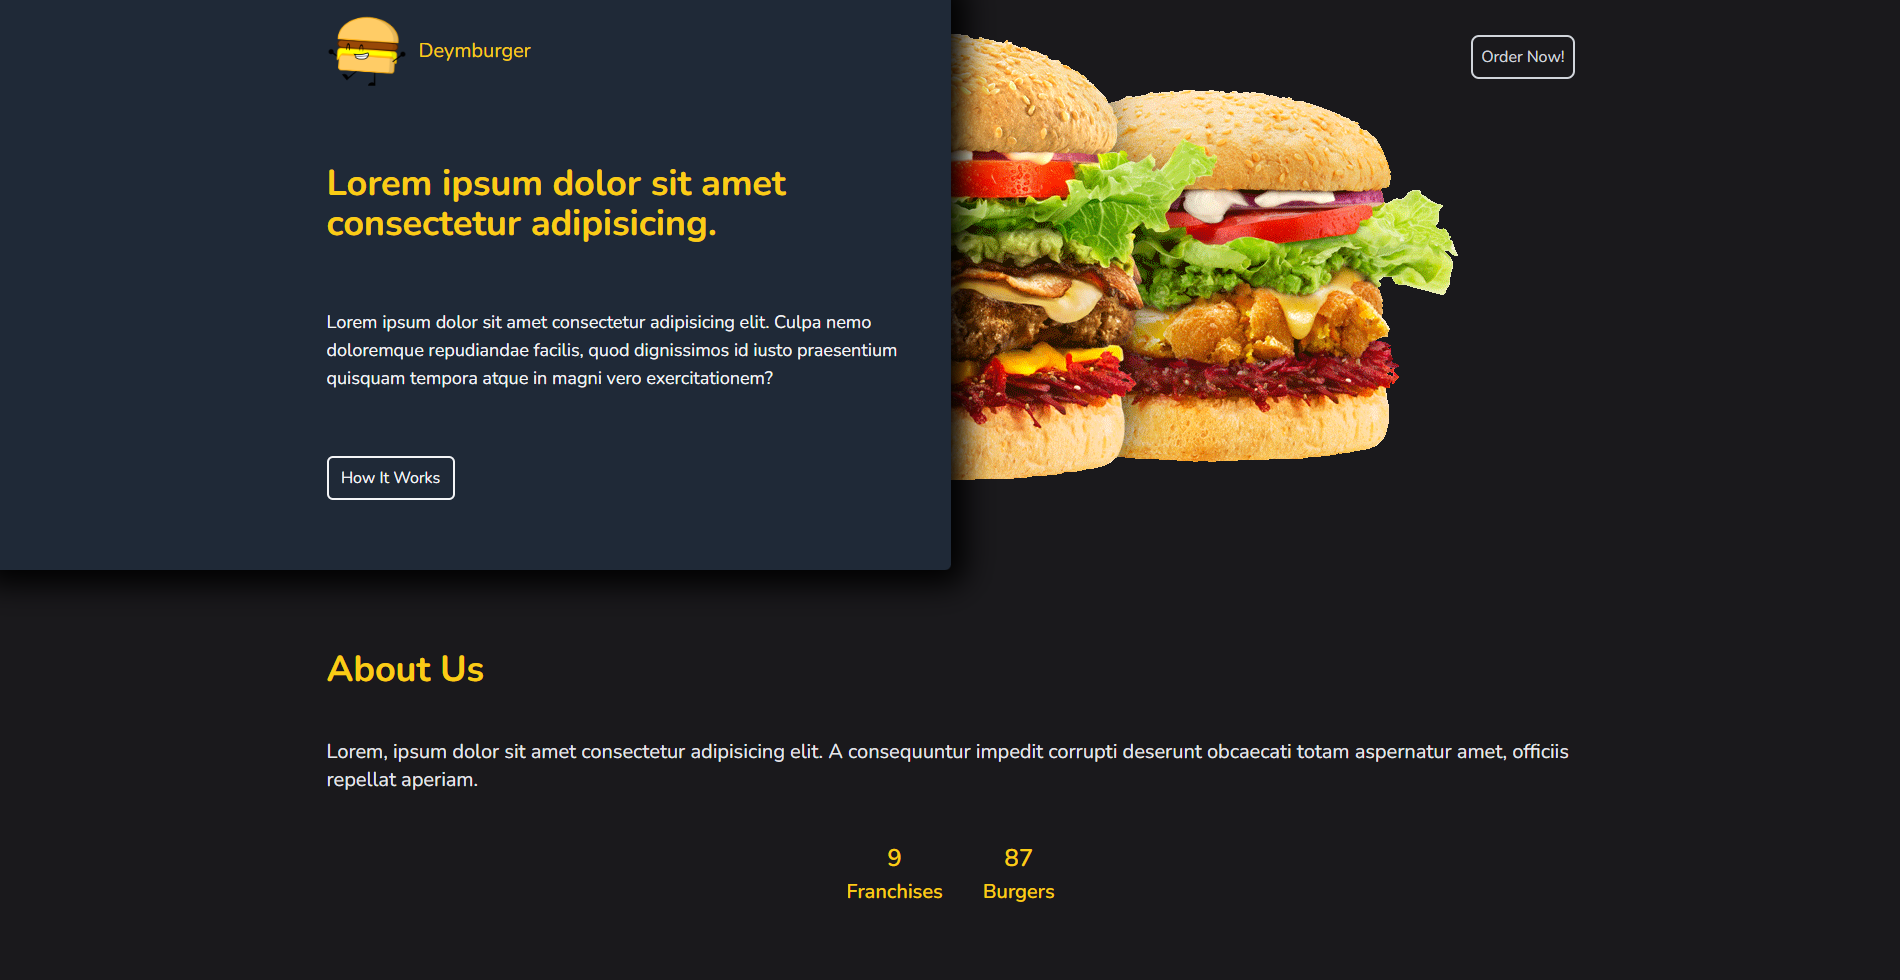 Deymburger
Order Now!
Lorem ipsum dolor sit amet
consectetur adipisicing.
Lorem ipsum dolor sit amet consectetur adipisicing elit. Culpa nemo
doloremque repudiandae facilis, quod dignissimos id iusto praesentium
quisquam tempora atque in magni vero exercitationem?
How It Works
About Us
Lorem, ipsum dolor sit amet consectetur adipisicing elit. A consequuntur impedit corrupti deserunt obcaecati totam aspernatur amet, officiis
repellat aperiam.
9
Franchises
87
Burgers